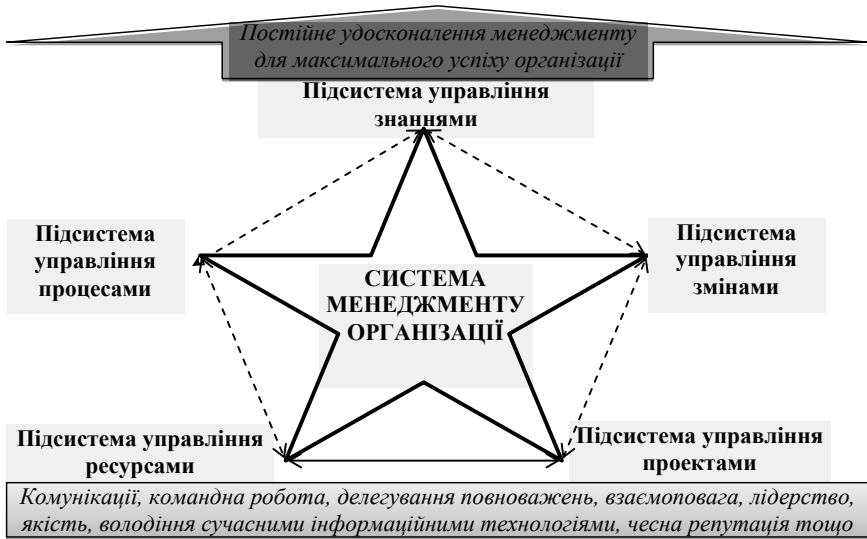 Постійне удосконалення менеджменту
для максимального успіху організації
Підсистема управління
знаннями
Підсистема
управління
процесами
Підсистема
управління
змінами
СИСТЕМА
МЕНЕДЖМЕНТУ
ОРГАНІЗАЦІЇ
Підсистема управління
ресурсами
Підсистема управління
проектами
Комунікації, командна робота, делегування повноважень, взаємоповага, лідерство,
якість, володіння сучасними інформаційними технологіями, чесна репутація тощо